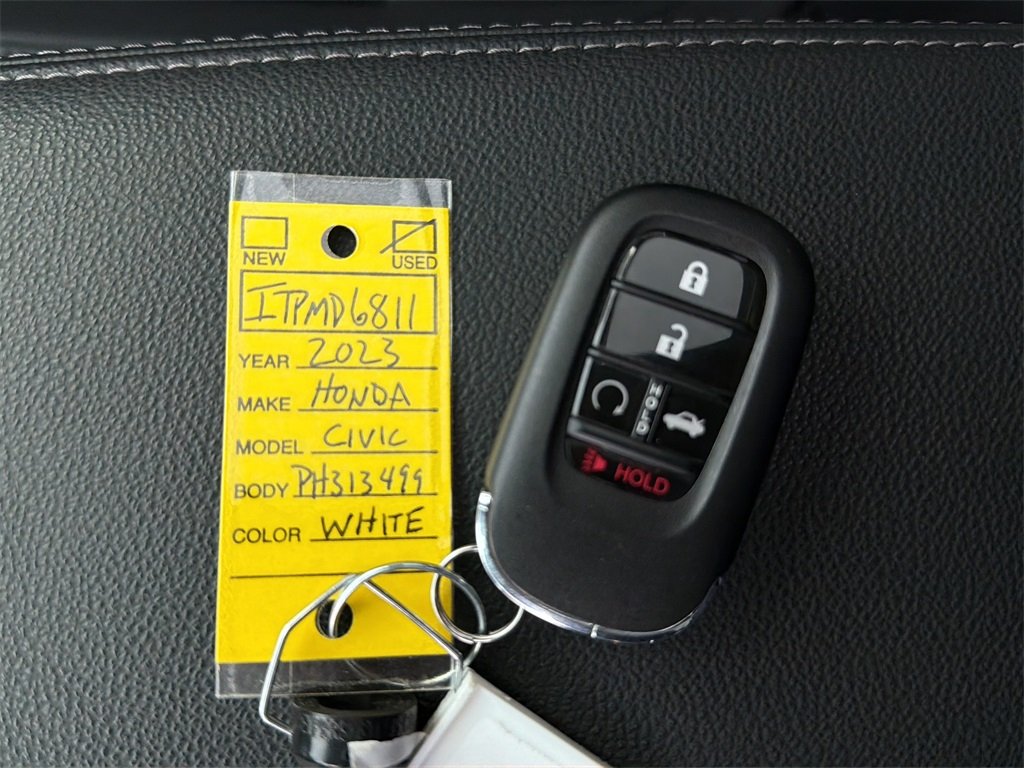 NEW USED
ITPMD6811
YEAR 2023
MAKE HONDA
MODEL CIVIC
BODY PH313499
COLOR WHITE
HOLD
HOLD